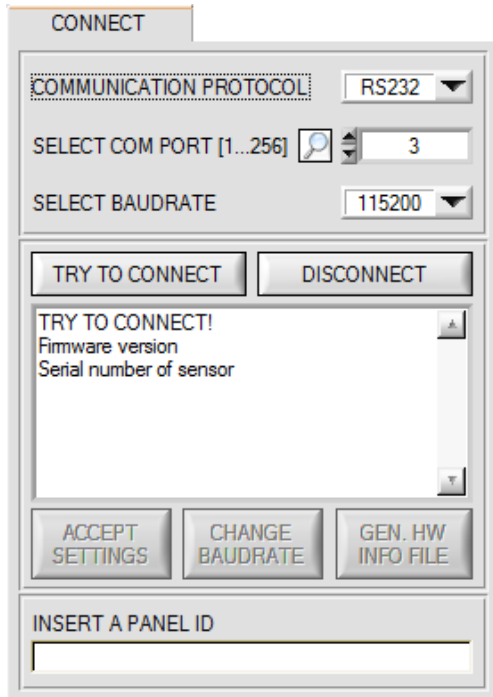 CONNECT
COMMUNICATION PROTOCOL RS232
SELECT COM PORT [1...256] 3
SELECT BAUDRATE 115200
TRY TO CONNECT DISCONNECT
TRY TO CONNECT!
Firmware version
Serial number of sensor
ACCEPT CHANGE GEN. HW
SETTINGS BAUDRATE INFO FILE
INSERT A PANEL ID